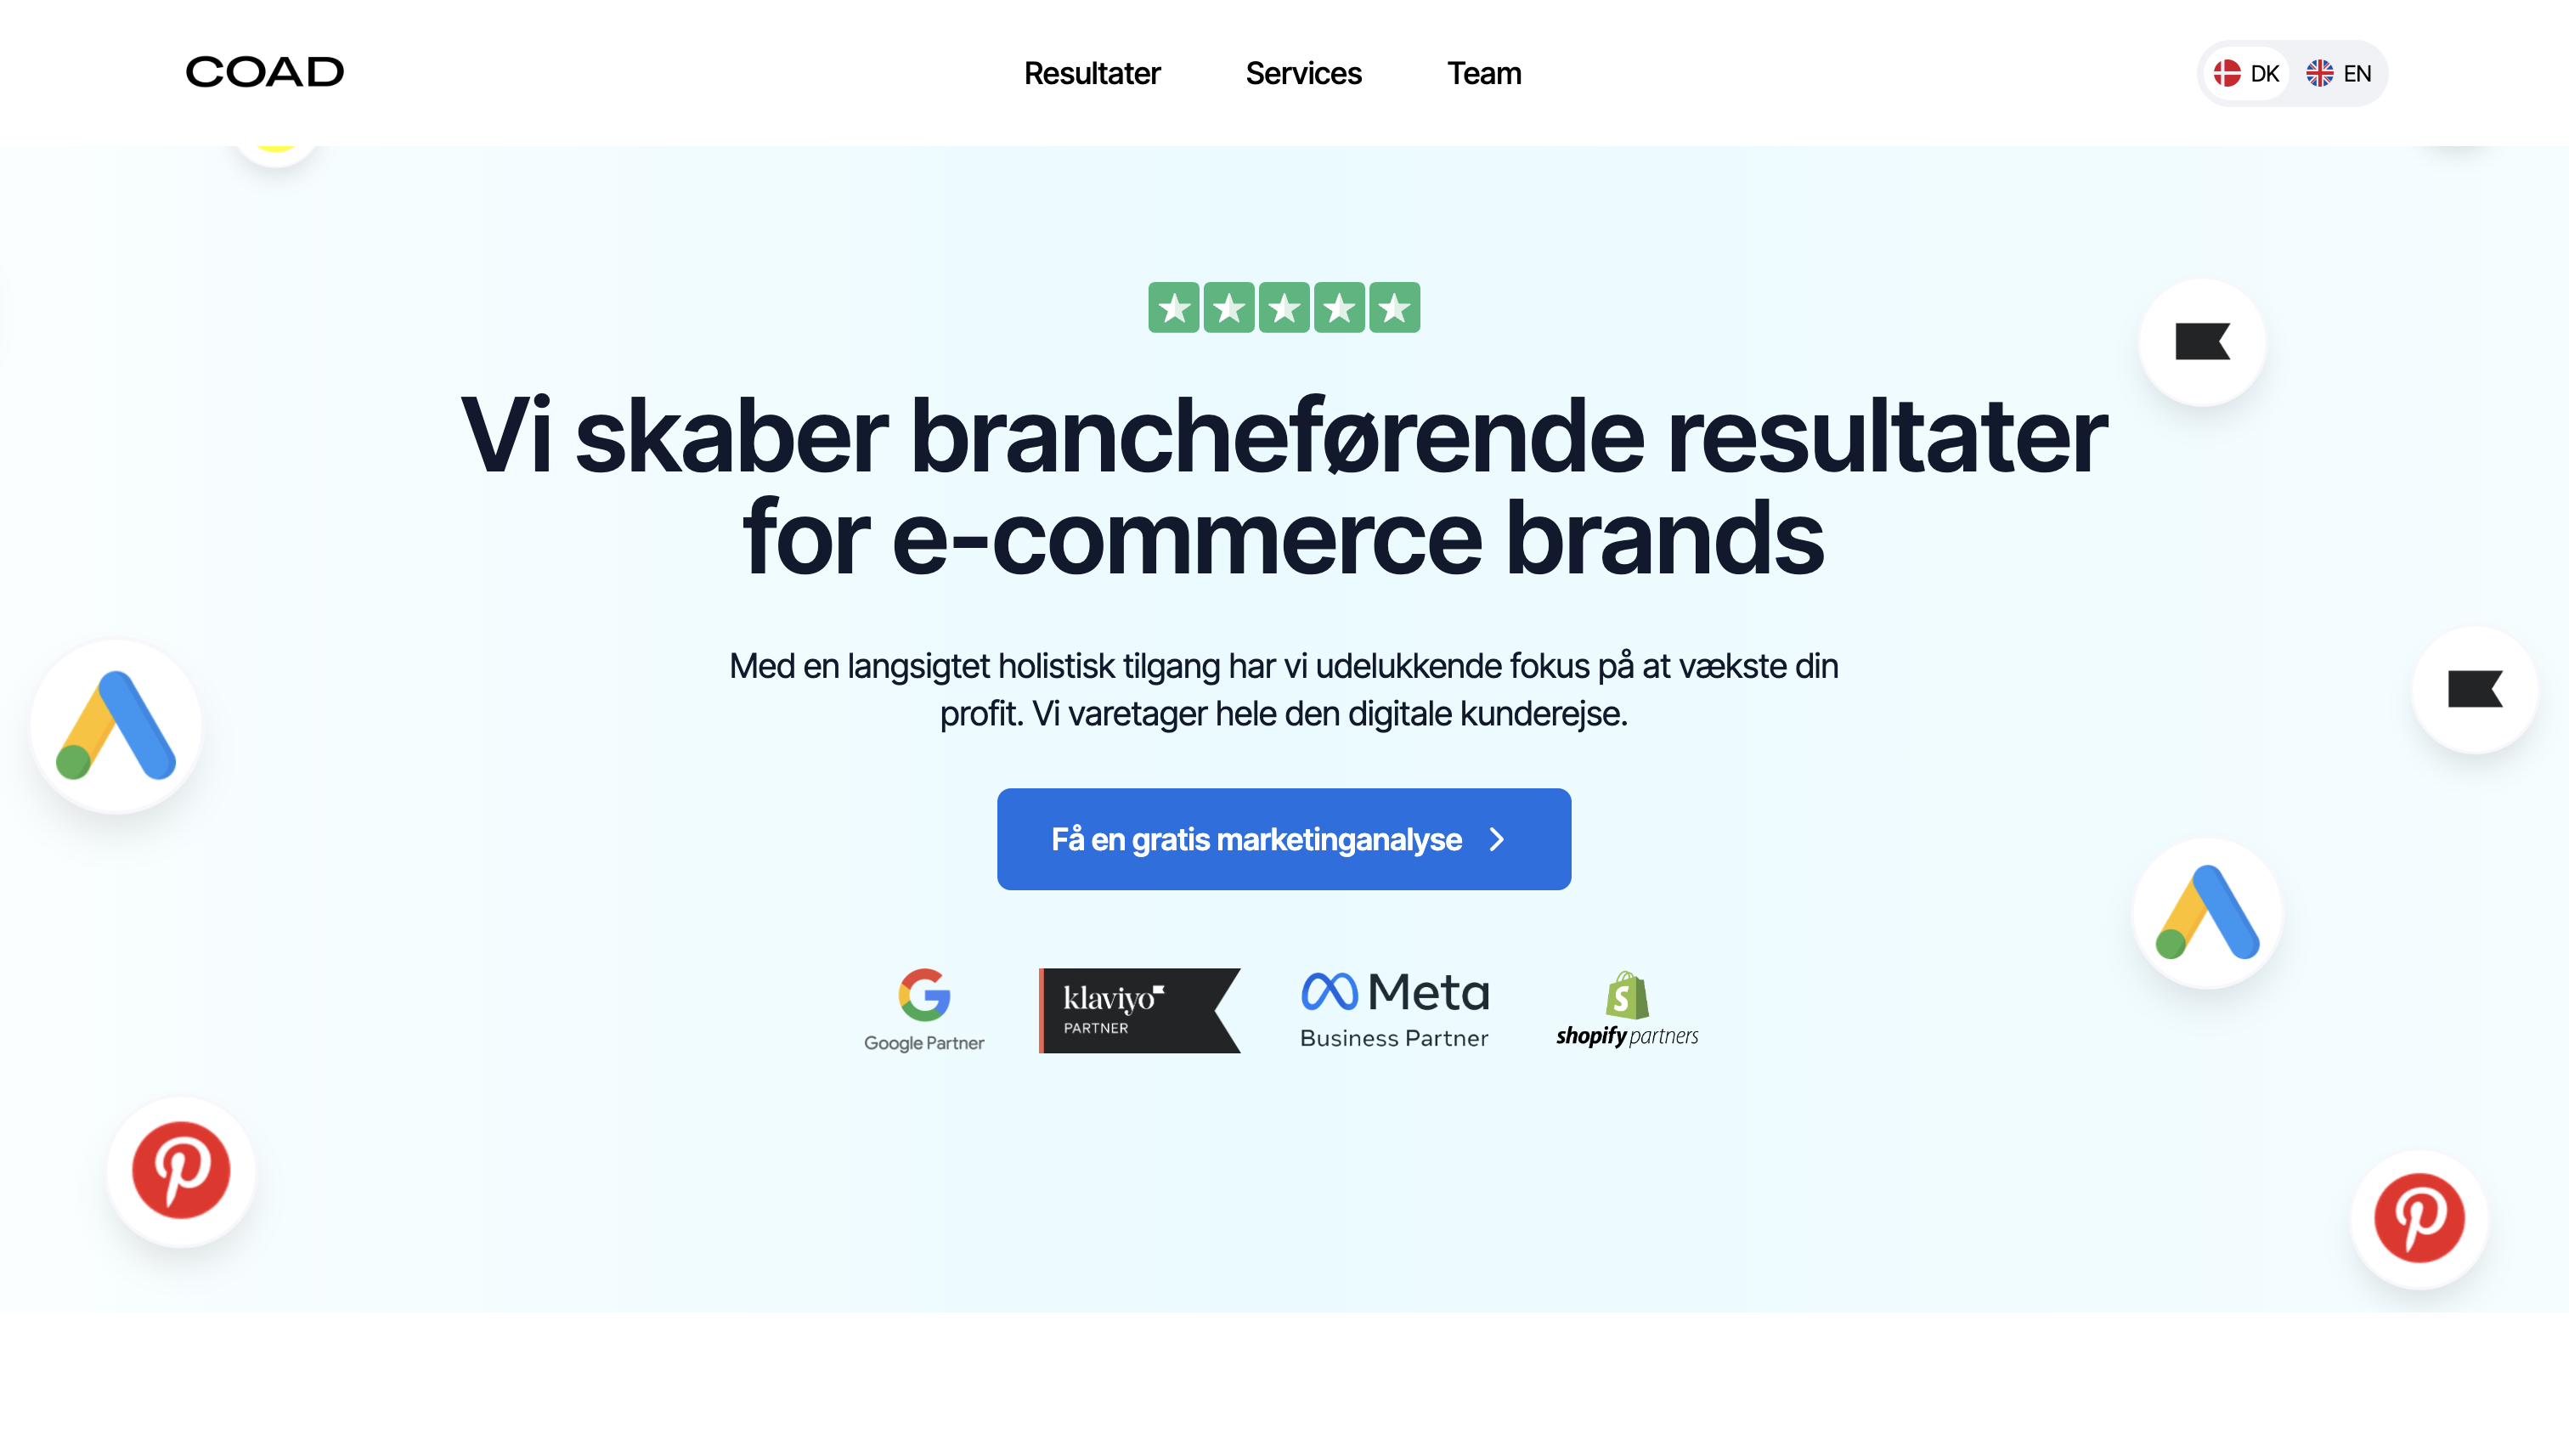 COAD
Resultater
Services
Team
DK
EN
Vi skaber brancheførende resultater
for e-commerce brands
Med en langsigtet holistisk tilgang har vi udelukkende fokus på at vækste din
profit. Vi varetager hele den digitale kunderejse.
Få en gratis marketinganalyse
Google Partner
klaviyo
PARTNER
Meta
Business Partner
shopify partners